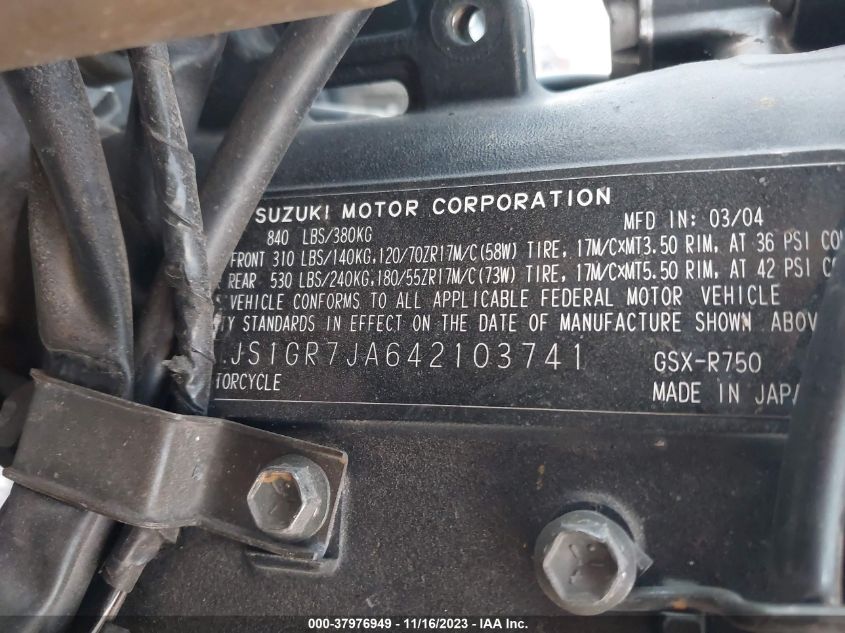 SUZUKI MOTOR CORPORATION
MFD IN: 03/04
840 LBS/380KG
FRONT 310 LBS/140KG,120/70ZR17M/C(58W) TIRE, 17M/CxMT3.50 RIM, AT 36 PSI
REAR 530 LBS/240KG,180/55ZR17M/C(73W) TIRE, 17M/CxMT5.50 RIM, AT 42 PSI
VEHICLE CONFORMS TO ALL APPLICABLE FEDERAL MOTOR VEHICLE
STANDARDS IN EFFECT ON THE DATE OF MANUFACTURE SHOWN ABOV
JS1GR7JA642103741
GSX-R750
TORCYCLE
MADE IN JAPA
000-37976949 - 11/16/2023 - IAA Inc.